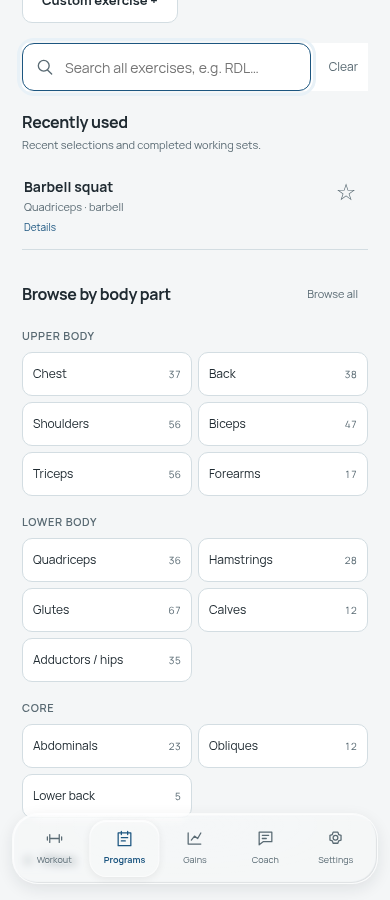 Custom exercise +
Search all exercises, e.g. RDL...
Clear
Recently used
Recent selections and completed working sets.
Barbell squat
Quadriceps · barbell
Details
Browse by body part
Browse all
UPPER BODY
Chest 37
Back 38
Shoulders 56
Biceps 47
Triceps 56
Forearms 17
LOWER BODY
Quadriceps 36
Hamstrings 28
Glutes 67
Calves 12
Adductors / hips 35
CORE
Abdominals 23
Obliques 12
Lower back 5
Workout
Programs
Gains
Coach
Settings